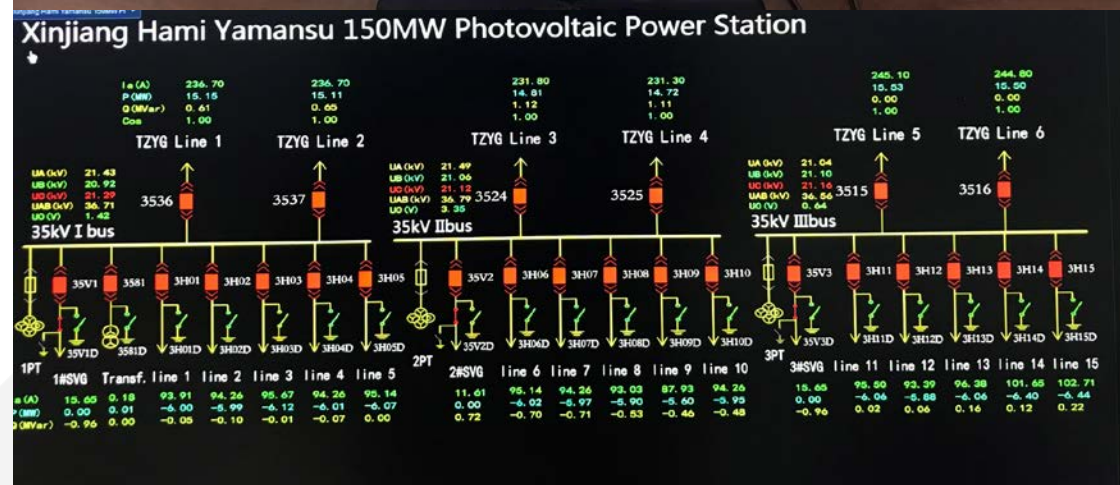 Xinjiang Hami Yamansu 150MW Photovoltaic Power Station
Ia(A) 236.70 236.70 231.80 231.30 245.10 244.80
P(MW) 15.15 15.11 14.81 14.72 15.53 15.50
Q(MVar) 0.61 0.65 1.12 1.11 0.00 0.00
Cos 1.00 1.00 1.00 1.00 1.00 1.00
TZYG Line 1 TZYG Line 2 TZYG Line 3 TZYG Line 4 TZYG Line 5 TZYG Line 6
UA(kV) 21.43 UA(kV) 21.49 UA(kV) 21.04
UB(kV) 20.92 UB(kV) 21.06 UB(kV) 21.10
UC(kV) 21.29 UC(kV) 21.12 UC(kV) 21.16
UAB(kV) 36.71 UAB(kV) 36.79 UAB(kV) 36.56
U0(V) 1.42 U0(V) 3.35 U0(V) 0.64
3536 3537 3524 3525 3515 3516
35kV I bus 35kV IIbus 35kV IIIbus
35V1 3581 3H01 3H02 3H03 3H04 3H05 35V2 3H06 3H07 3H08 3H09 3H10 35V3 3H11 3H12 3H13 3H14 3H15
35V1D 3581D 3H01D 3H02D 3H03D 3H04D 3H05D 35V2D 3H06D 3H07D 3H08D 3H09D 3H10D 35V3D 3H11D 3H12D 3H13D 3H14D 3H15D
1PT 2PT 3PT
1#SVG Transf. line 1 line 2 line 3 line 4 line 5 2#SVG line 6 line 7 line 8 line 9 line 10 3#SVG line 11 line 12 line 13 line 14 line 15
a(A) 15.65 0.18 93.91 94.26 95.67 94.26 95.14 11.61 95.14 94.26 93.03 87.93 94.26 15.65 95.50 93.39 96.38 101.65 102.71
P(MW) 0.00 0.01 -6.00 -5.99 -6.12 -6.01 -6.07 0.00 -6.02 -5.97 -5.90 -5.60 -5.95 0.00 -6.06 -5.88 -6.06 -6.40 -6.44
Q(MVar) -0.96 0.00 -0.05 -0.10 -0.01 -0.07 0.00 0.72 -0.70 -0.71 -0.53 -0.46 -0.48 -0.96 0.02 0.06 0.16 0.12 0.22